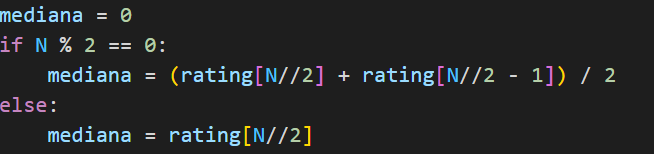 mediana = 0
if N % 2 == 0:
    mediana = (rating[N//2] + rating[N//2 - 1]) / 2
else:
    mediana = rating[N//2]